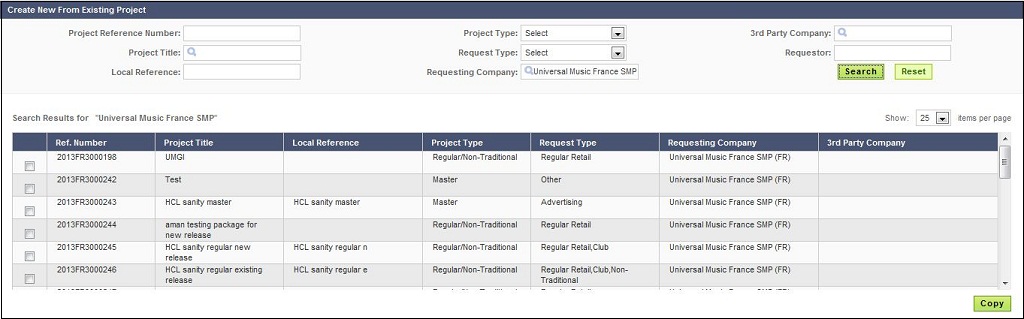 Create New From Existing Project
Project Reference Number: Project Type: Select 3rd Party Company:
Project Title: Request Type: Select Requestor:
Local Reference: Requesting Company: Universal Music France SMP Search Reset
Search Results for "Universal Music France SMP" Show: 25 items per page
Ref. Number Project Title Local Reference Project Type Request Type Requesting Company 3rd Party Company
2013FR3000198 UMGI Regular/Non-Traditional Regular Retail Universal Music France SMP (FR)
2013FR3000242 Test Master Other Universal Music France SMP (FR)
2013FR3000243 HCL sanity master HCL sanity master Master Advertising Universal Music France SMP (FR)
2013FR3000244 aman testing package for Regular/Non-Traditional Regular Retail Universal Music France SMP (FR)
new release
2013FR3000245 HCL sanity regular new HCL sanity regular n Regular/Non-Traditional Regular Retail,Club Universal Music France SMP (FR)
release
2013FR3000246 HCL sanity regular existing HCL sanity regular e Regular/Non-Traditional Regular Retail,Club,Non- Universal Music France SMP (FR)
release Traditional
Copy